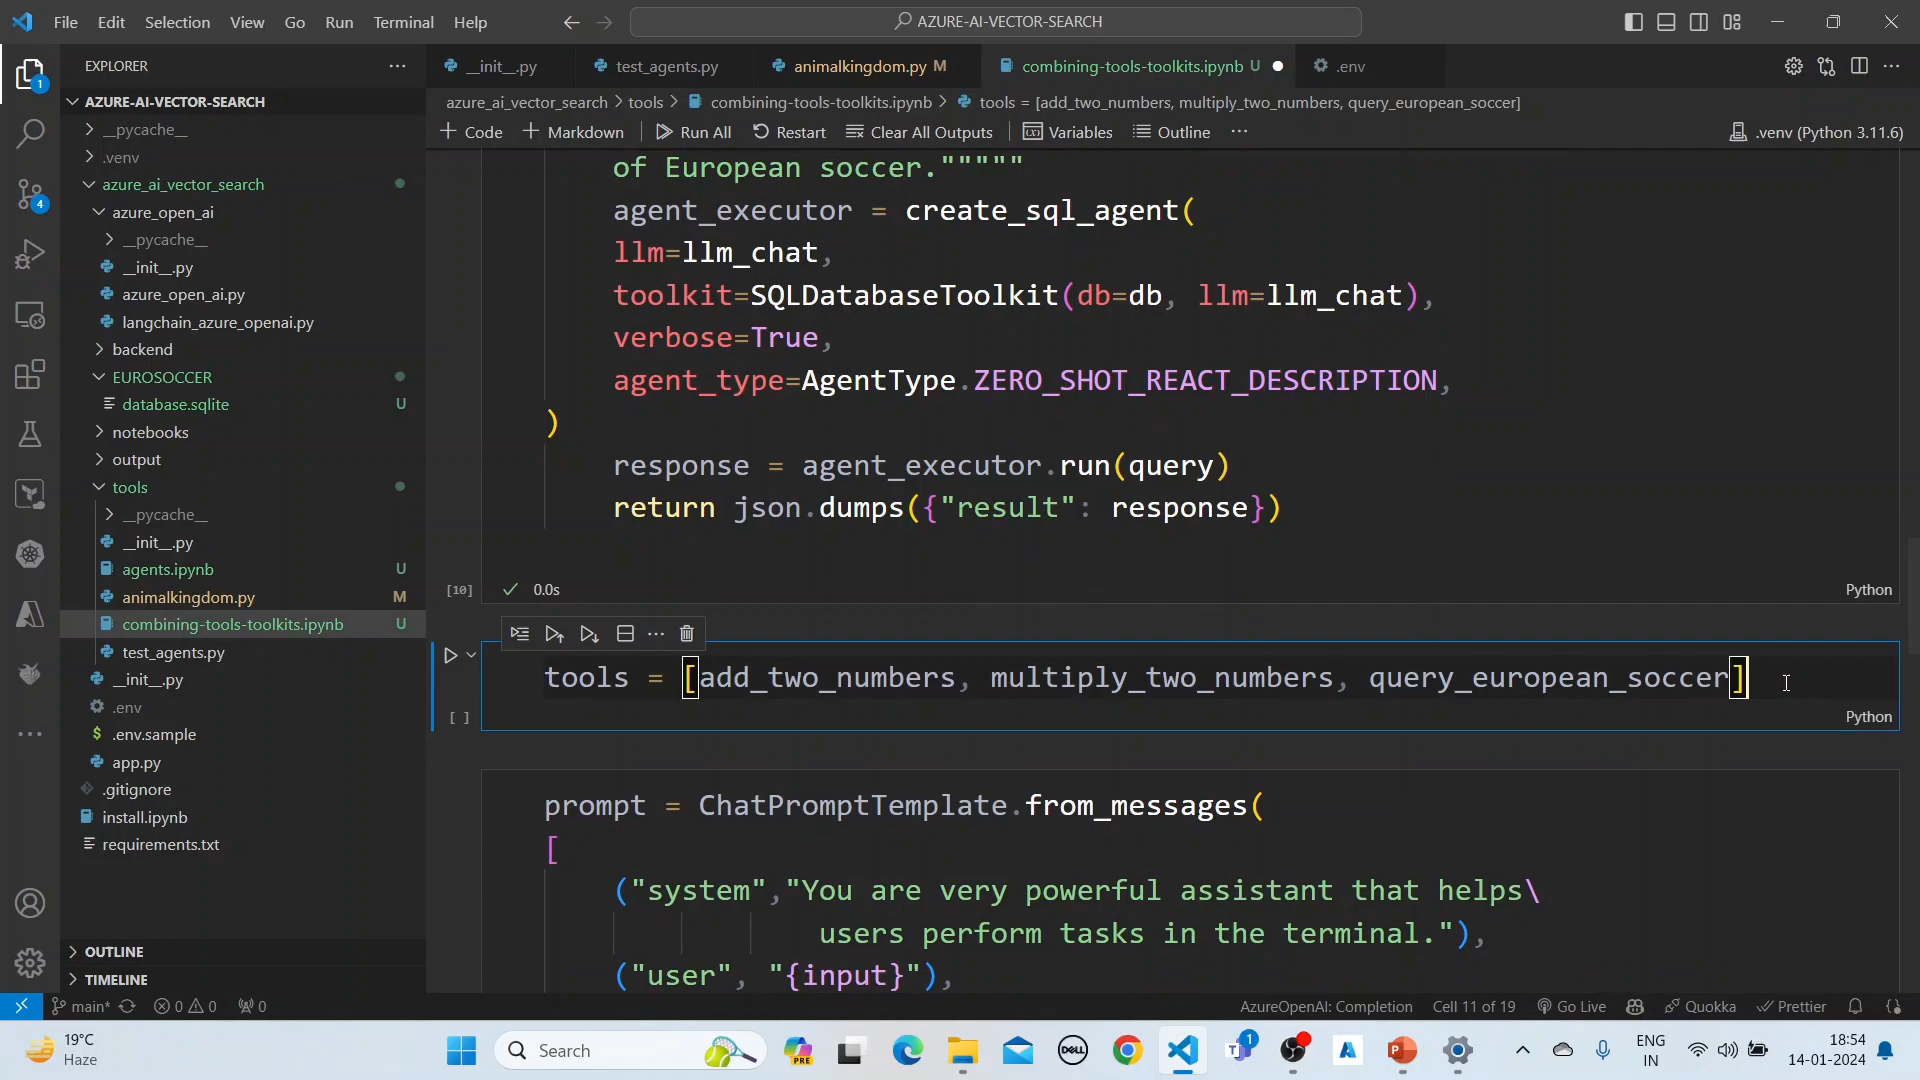 File Edit Selection View Go Run Terminal Help
AZURE-AI-VECTOR-SEARCH
EXPLORER
__init__.py
test_agents.py
animalkingdom.py M
combining-tools-toolkits.ipynb U
.env
AZURE-AI-VECTOR-SEARCH
azure_ai_vector_search > tools > combining-tools-toolkits.ipynb > tools = [add_two_numbers, multiply_two_numbers, query_european_soccer]
+ Code + Markdown Run All Restart Clear All Outputs Variables Outline ...
.venv (Python 3.11.6)
1
4
__pycache__
.venv
azure_ai_vector_search
azure_open_ai
__pycache__
__init__.py
azure_open_ai.py
langchain_azure_openai.py
backend
EUROSOCCER
database.sqlite U
notebooks
output
tools
__pycache__
__init__.py
agents.ipynb U
animalkingdom.py M
combining-tools-toolkits.ipynb U
test_agents.py
__init__.py
.env
$ .env.sample
app.py
.gitignore
install.ipynb
requirements.txt
OUTLINE
TIMELINE
of European soccer."""""
agent_executor = create_sql_agent(
llm=llm_chat,
toolkit=SQLDatabaseToolkit(db=db, llm=llm_chat),
verbose=True,
agent_type=AgentType.ZERO_SHOT_REACT_DESCRIPTION,
)
response = agent_executor.run(query)
return json.dumps({"result": response})
[10] 0.0s Python
tools = [add_two_numbers, multiply_two_numbers, query_european_soccer]
[ ] Python
prompt = ChatPromptTemplate.from_messages(
[
("system","You are very powerful assistant that helps\
users perform tasks in the terminal."),
("user", "{input}"),
main* 0 0 0
AzureOpenAI: Completion Cell 11 of 19 Go Live Quokka Prettier
19°C
Haze
Search
PRE
DELL
1
ENG
IN
18:54
14-01-2024